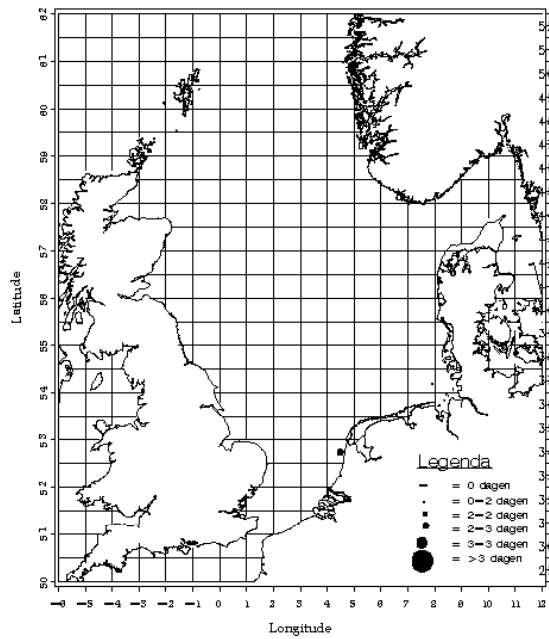 62
61
60
59
58
57
56
55
54
53
52
51
50
Latitude
Legenda
= 0 dagen
= 0-2 dagen
= 2-2 dagen
= 2-3 dagen
= 3-3 dagen
= >3 dagen
-6 -5 -4 -3 -2 -1 0 1 2 3 4 5 6 7 8 9 10 11 12
Longitude